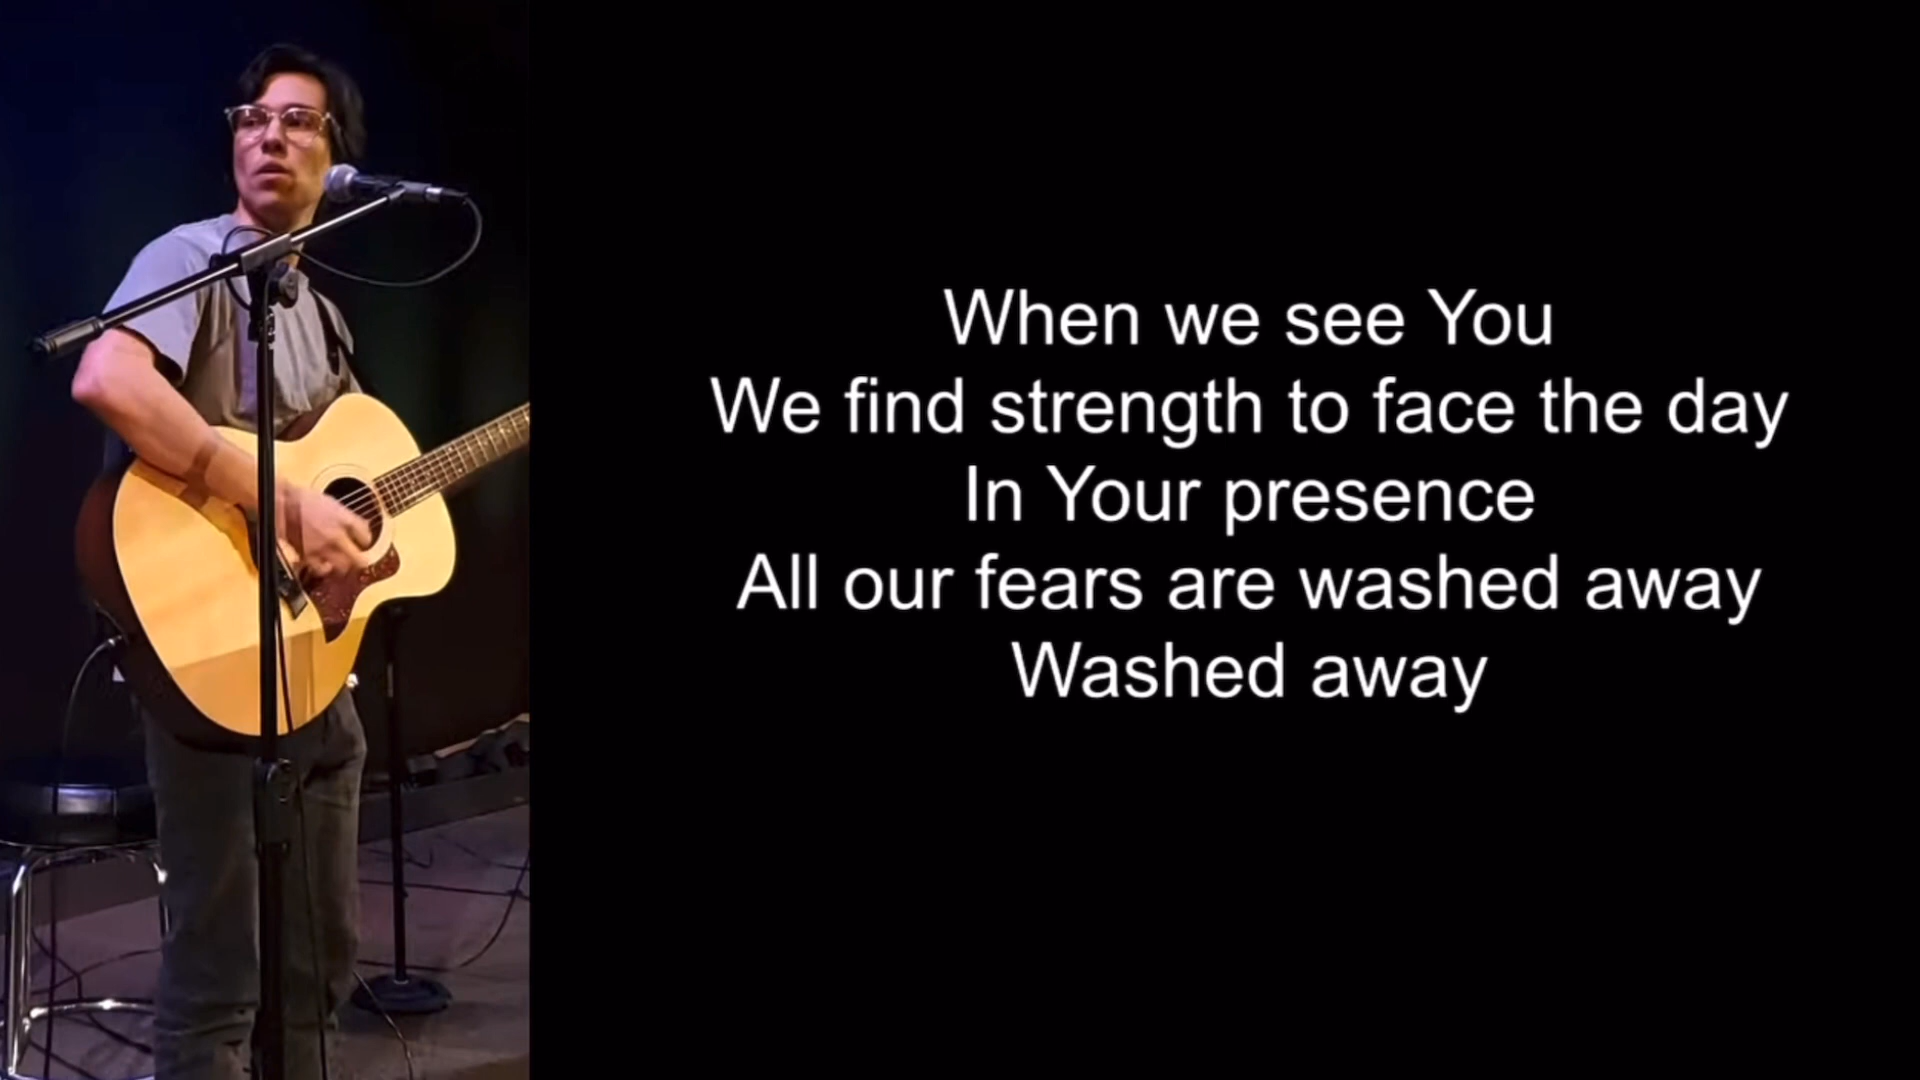 When we see You
We find strength to face the day
In Your presence
All our fears are washed away
Washed away